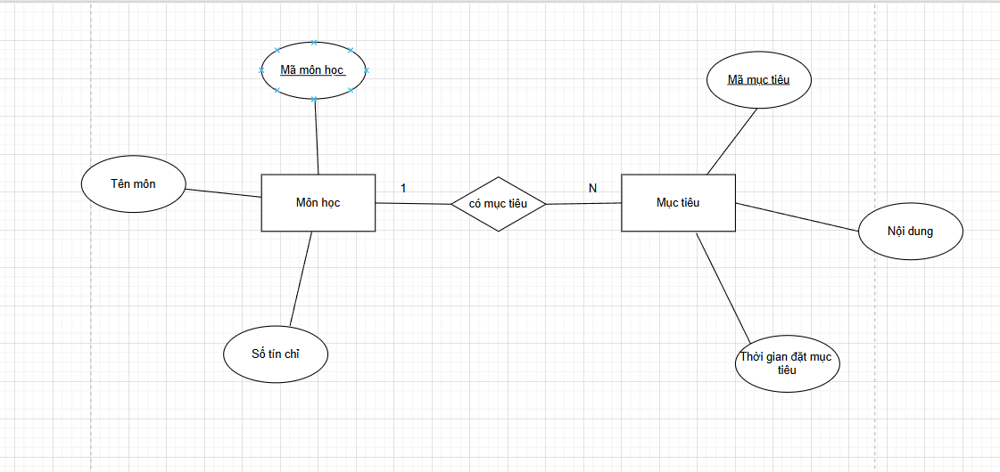 Mã môn học
Mã mục tiêu
Tên môn
Môn học
1
có mục tiêu
N
Mục tiêu
Nội dung
Số tín chỉ
Thời gian đặt mục
tiêu